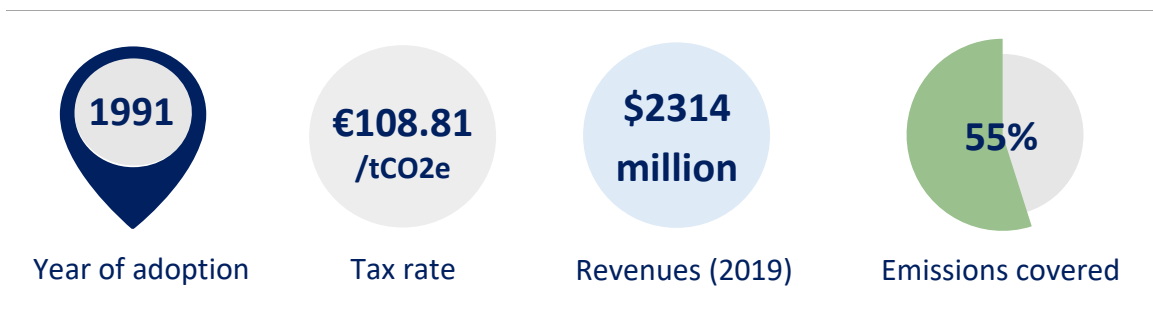 1991
€108.81
/tCO2e
$2314
million
55%
Year of adoption
Tax rate
Revenues (2019)
Emissions covered